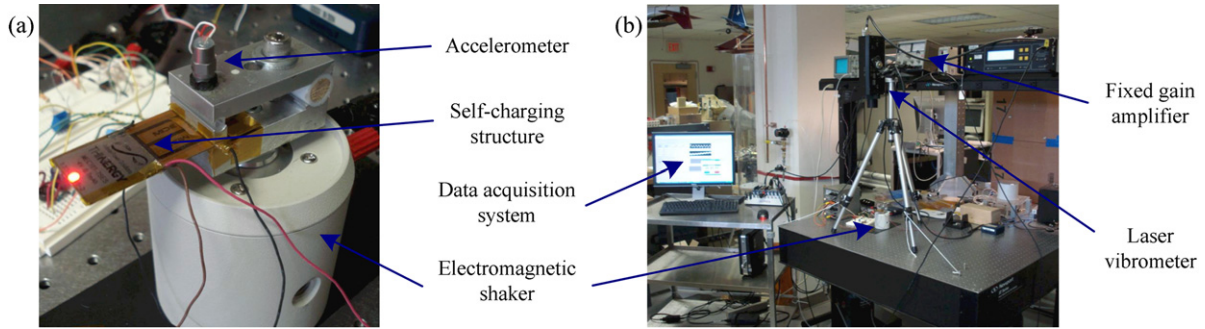 (a)
Accelerometer
Self-charging
structure
Data acquisition
system
Electromagnetic
shaker
(b)
Fixed gain
amplifier
Laser
vibrometer